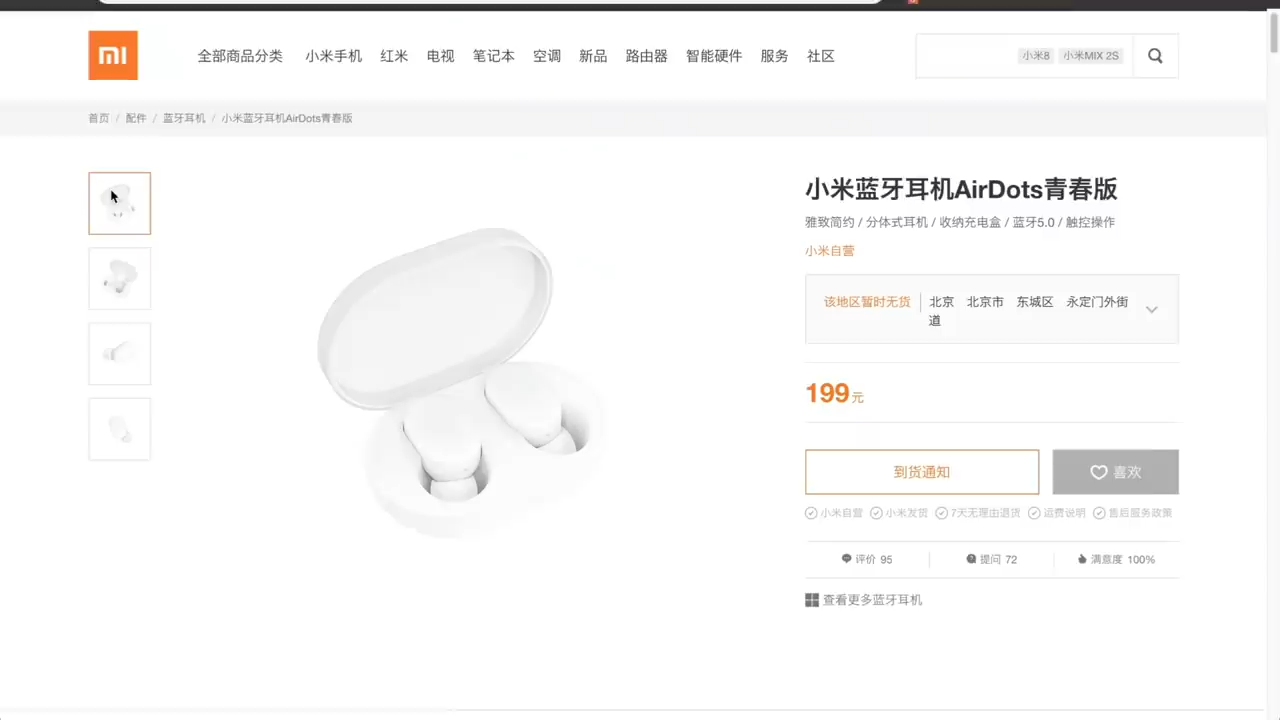 全部商品分类 小米手机 红米 电视 笔记本 空调 新品 路由器 智能硬件 服务 社区 小米8 小米MIX 2S
首页 / 配件 / 蓝牙耳机 / 小米蓝牙耳机AirDots青春版
小米蓝牙耳机AirDots青春版
雅致简约 / 分体式耳机 / 收纳充电盒 / 蓝牙5.0 / 触控操作
小米自营
该地区暂时无货 北京 北京市 东城区 永定门外街
道
199元
到货通知 喜欢
小米自营 小米发货 7天无理由退货 运费说明 售后服务政策
评价 95 提问 72 满意度 100%
查看更多蓝牙耳机